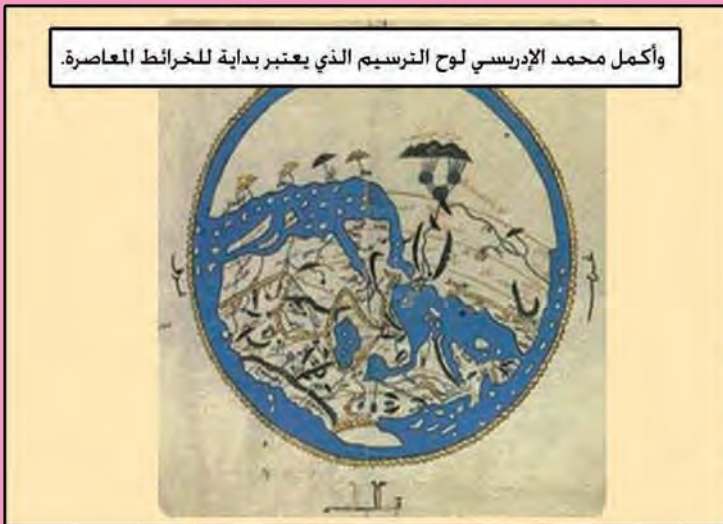 وأكمل محمد الإدريسي لوح الترسيم الذي يعتبر بداية للخرائط المعاصرة.